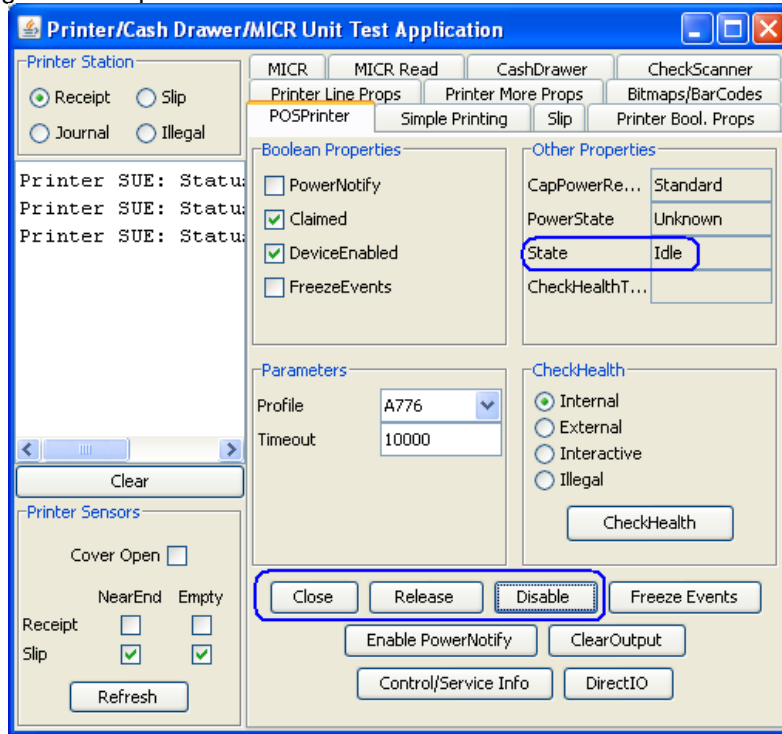 Printer/Cash Drawer/MICR Unit Test Application
Printer Station
Receipt Slip
Journal Illegal
Printer SUE: Statu
Printer SUE: Statu
Printer SUE: Statu
Clear
Printer Sensors
Cover Open
NearEnd Empty
Receipt
Slip
Refresh
MICR MICR Read CashDrawer CheckScanner
Printer Line Props Printer More Props Bitmaps/BarCodes
POSPrinter Simple Printing Slip Printer Bool. Props
Boolean Properties
PowerNotify
Claimed
DeviceEnabled
FreezeEvents
Other Properties
CapPowerRe... Standard
PowerState Unknown
State Idle
CheckHealthT...
Parameters
Profile A776
Timeout 10000
CheckHealth
Internal
External
Interactive
Illegal
CheckHealth
Close Release Disable Freeze Events
Enable PowerNotify ClearOutput
Control/Service Info DirectIO